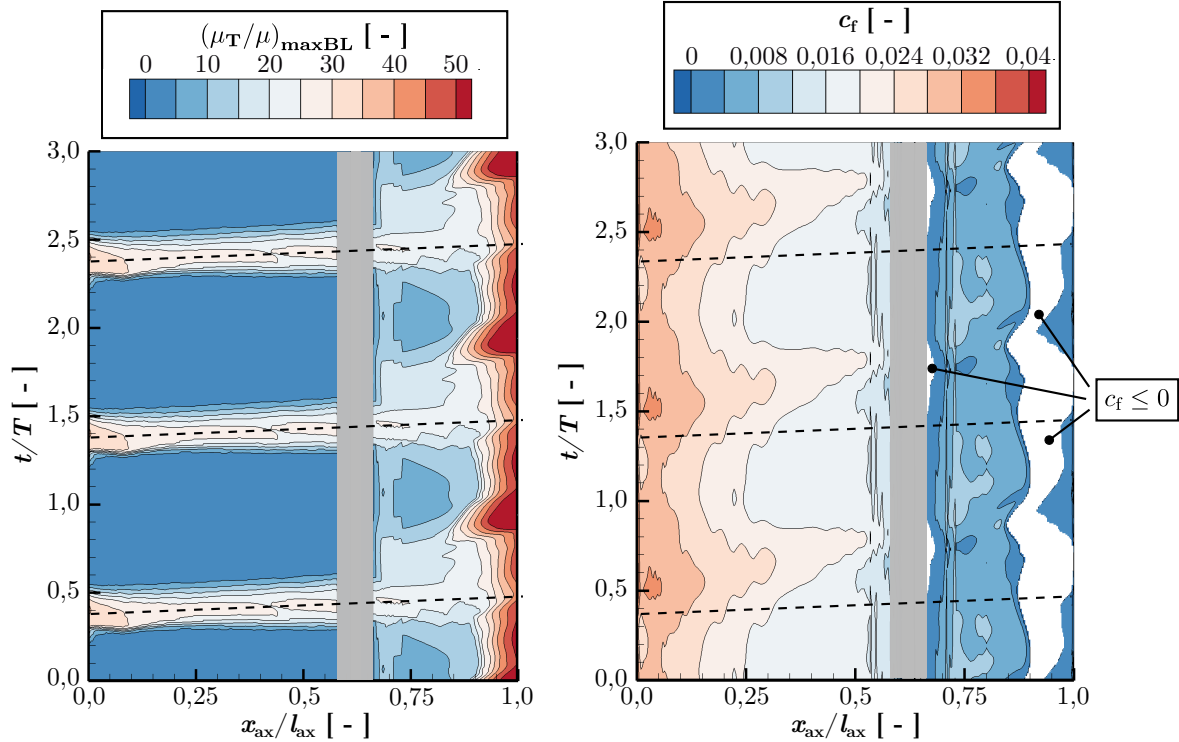 (μT/μ)maxBL [ - ]
0 10 20 30 40 50
3,0
2,5
2,0
1,5
1,0
0,5
0,0
t/T [ - ]
0,0 0,25 0,5 0,75 1,0
xax/lax [ - ]
cf [ - ]
0 0,008 0,016 0,024 0,032 0,04
3,0
2,5
2,0
1,5
1,0
0,5
0,0
t/T [ - ]
0,0 0,25 0,5 0,75 1,0
xax/lax [ - ]
cf ≤ 0